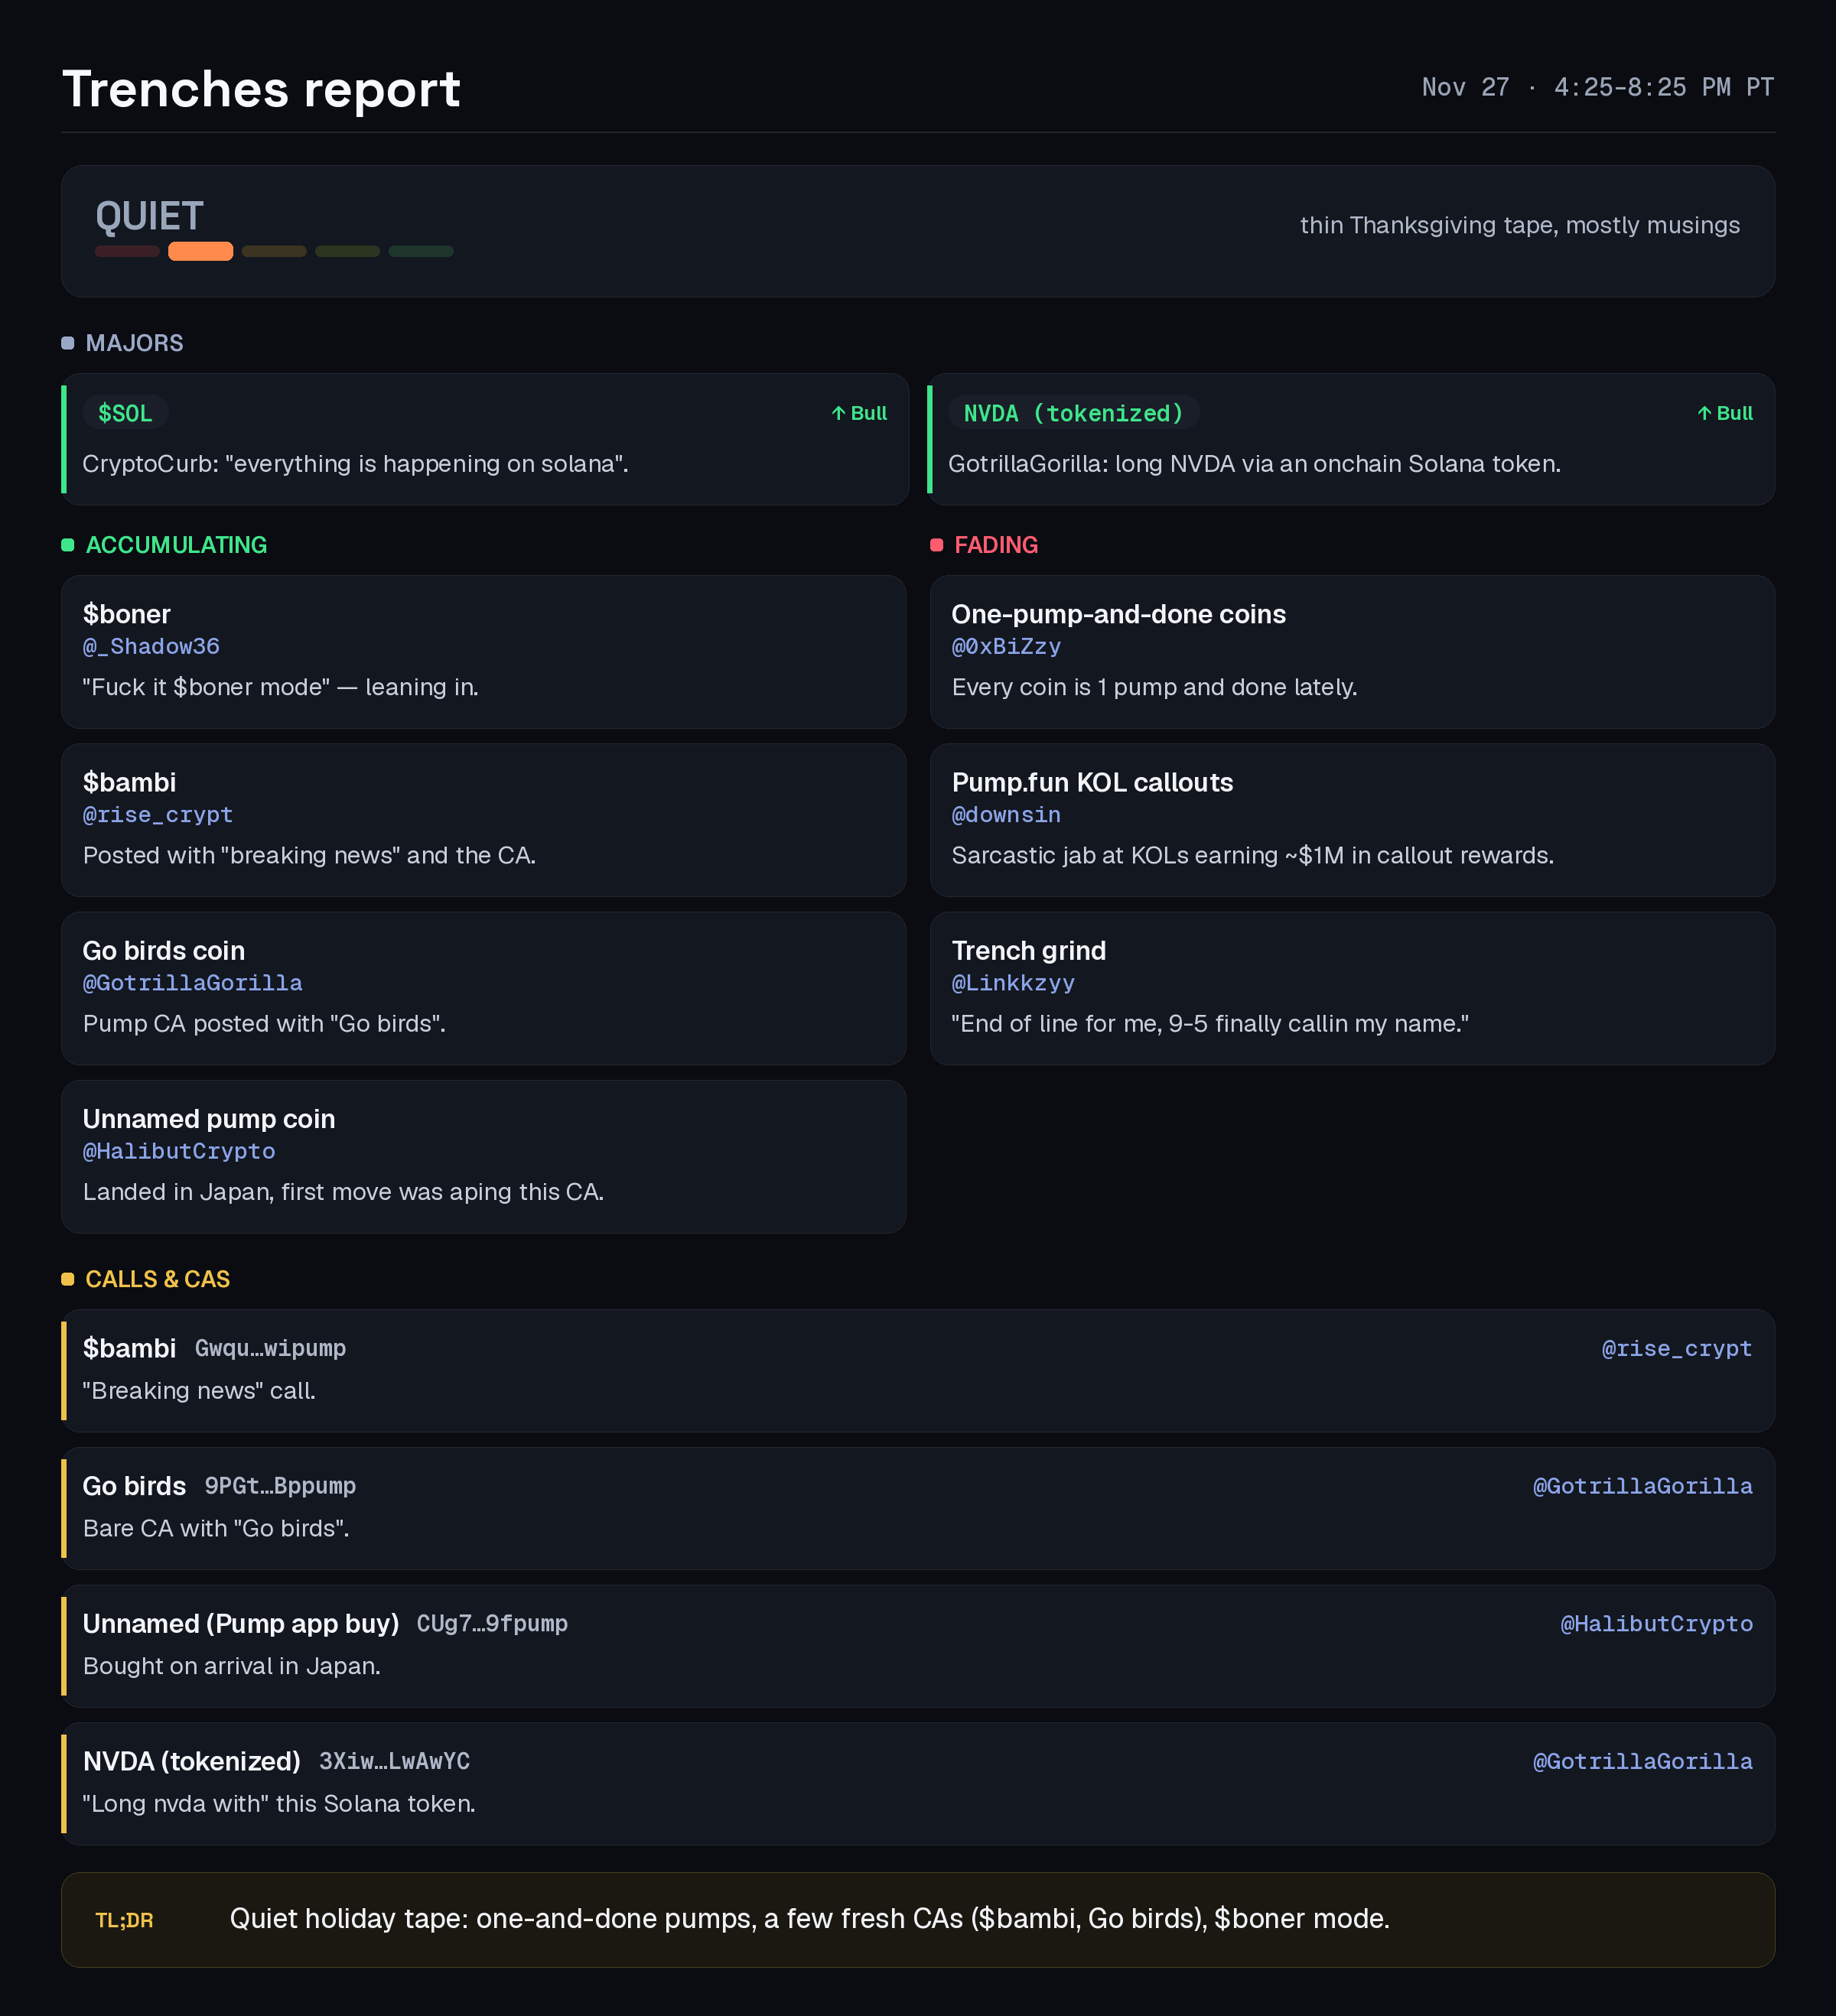 Trenches report
Nov 27 · 4:25–8:25 PM PT
QUIET
thin Thanksgiving tape, mostly musings
MAJORS
$SOL
↑ Bull
CryptoCurb: "everything is happening on solana".
NVDA (tokenized)
↑ Bull
GotrillaGorilla: long NVDA via an onchain Solana token.
ACCUMULATING
$boner
@_Shadow36
"Fuck it $boner mode" — leaning in.
$bambi
@rise_crypt
Posted with "breaking news" and the CA.
Go birds coin
@GotrillaGorilla
Pump CA posted with "Go birds".
Unnamed pump coin
@HalibutCrypto
Landed in Japan, first move was aping this CA.
FADING
One-pump-and-done coins
@0xBiZzy
Every coin is 1 pump and done lately.
Pump.fun KOL callouts
@downsin
Sarcastic jab at KOLs earning ~$1M in callout rewards.
Trench grind
@Linkkzyy
"End of line for me, 9-5 finally callin my name."
CALLS & CAS
$bambi Gwqu…wipump
@rise_crypt
"Breaking news" call.
Go birds 9PGt…Bppump
@GotrillaGorilla
Bare CA with "Go birds".
Unnamed (Pump app buy) CUg7…9fpump
@HalibutCrypto
Bought on arrival in Japan.
NVDA (tokenized) 3Xiw…LwAwYC
@GotrillaGorilla
"Long nvda with" this Solana token.
TL;DR
Quiet holiday tape: one-and-done pumps, a few fresh CAs ($bambi, Go birds), $boner mode.